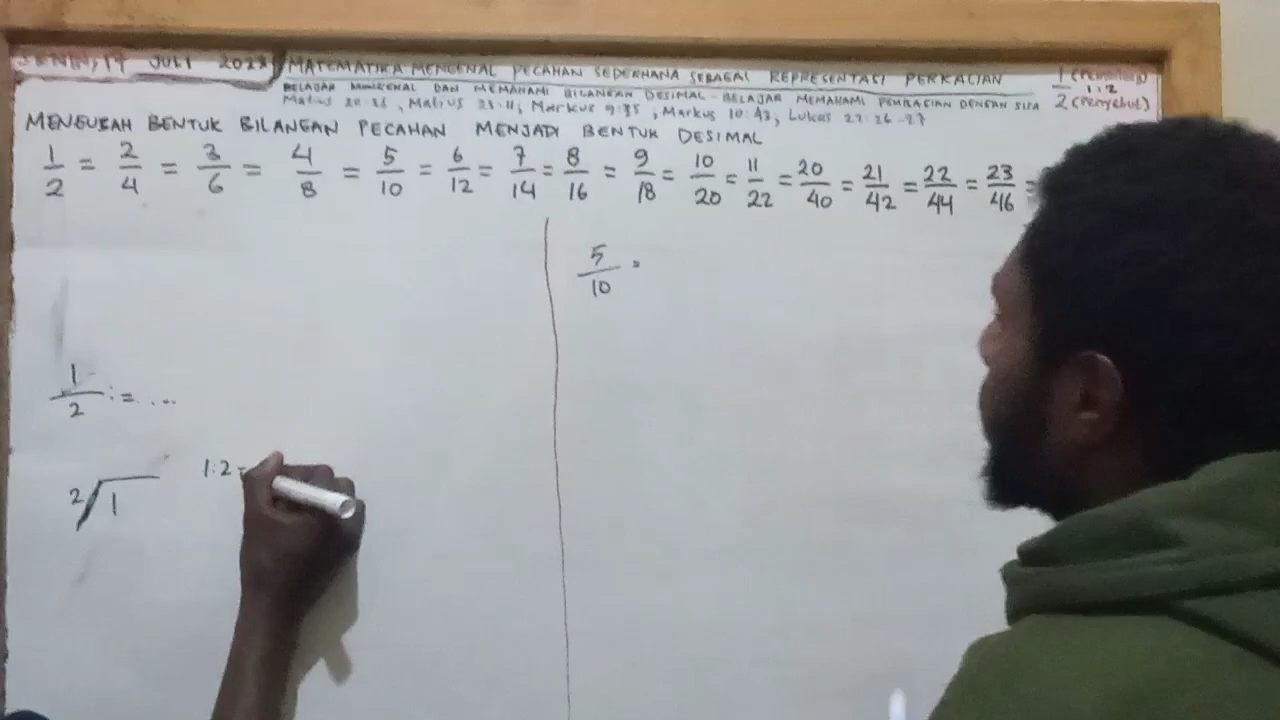 SENIN, 17 JULI 2023 MATEMATIKA MENGENAL PECAHAN SEDERHANA SEBAGAI REPRESENTASI PERKALIAN
BELAJAR MENGENAL DAN MEMAHAMI BILANGAN DESIMAL - BELAJAR MEMAHAMI PEMBAGIAN DENGAN SISA
Matius 20:26, Matius 23:11, Markus 9:35, Markus 10:43, Lukas 22:26-27
1 (Pembilang)
1:2
2 (Penyebut)
MENGUBAH BENTUK BILANGAN PECAHAN MENJADI BENTUK DESIMAL
1/2 = 2/4 = 3/6 = 4/8 = 5/10 = 6/12 = 7/14 = 8/16 = 9/18 = 10/20 = 11/22 = 20/40 = 21/42 = 22/44 = 23/46 =
5/10 =
1/2 := ...
1:2 =
2 1